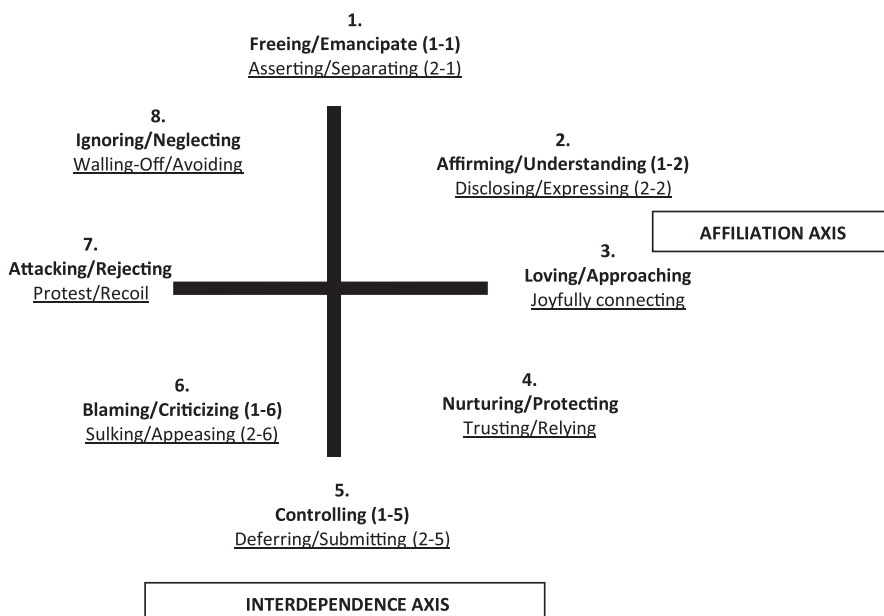 1.
Freeing/Emancipate (1-1)
Asserting/Separating (2-1)
8.
Ignoring/Neglecting
Walling-Off/Avoiding
2.
Affirming/Understanding (1-2)
Disclosing/Expressing (2-2)
AFFILIATION AXIS
7.
Attacking/Rejecting
Protest/Recoil
3.
Loving/Approaching
Joyfully connecting
6.
Blaming/Criticizing (1-6)
Sulking/Appeasing (2-6)
4.
Nurturing/Protecting
Trusting/Relying
5.
Controlling (1-5)
Deferring/Submitting (2-5)
INTERDEPENDENCE AXIS